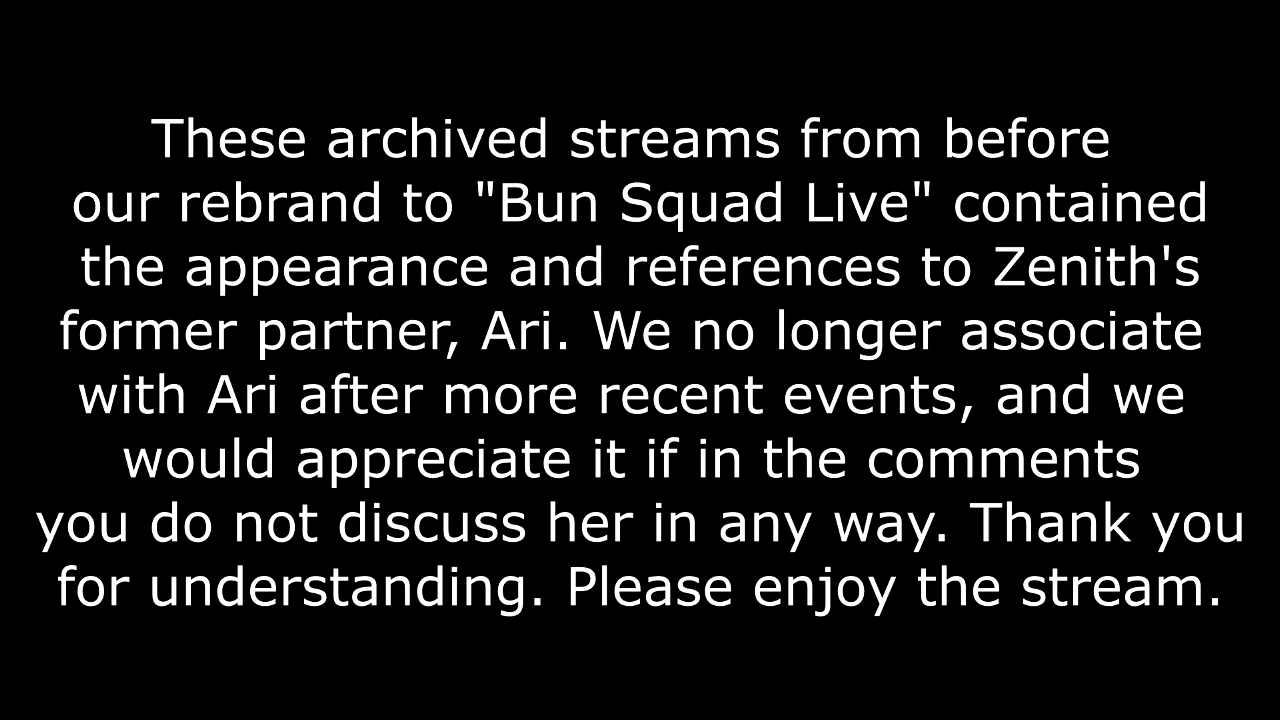 These archived streams from before
our rebrand to "Bun Squad Live" contained
the appearance and references to Zenith's
former partner, Ari. We no longer associate
with Ari after more recent events, and we
would appreciate it if in the comments
you do not discuss her in any way. Thank you
for understanding. Please enjoy the stream.